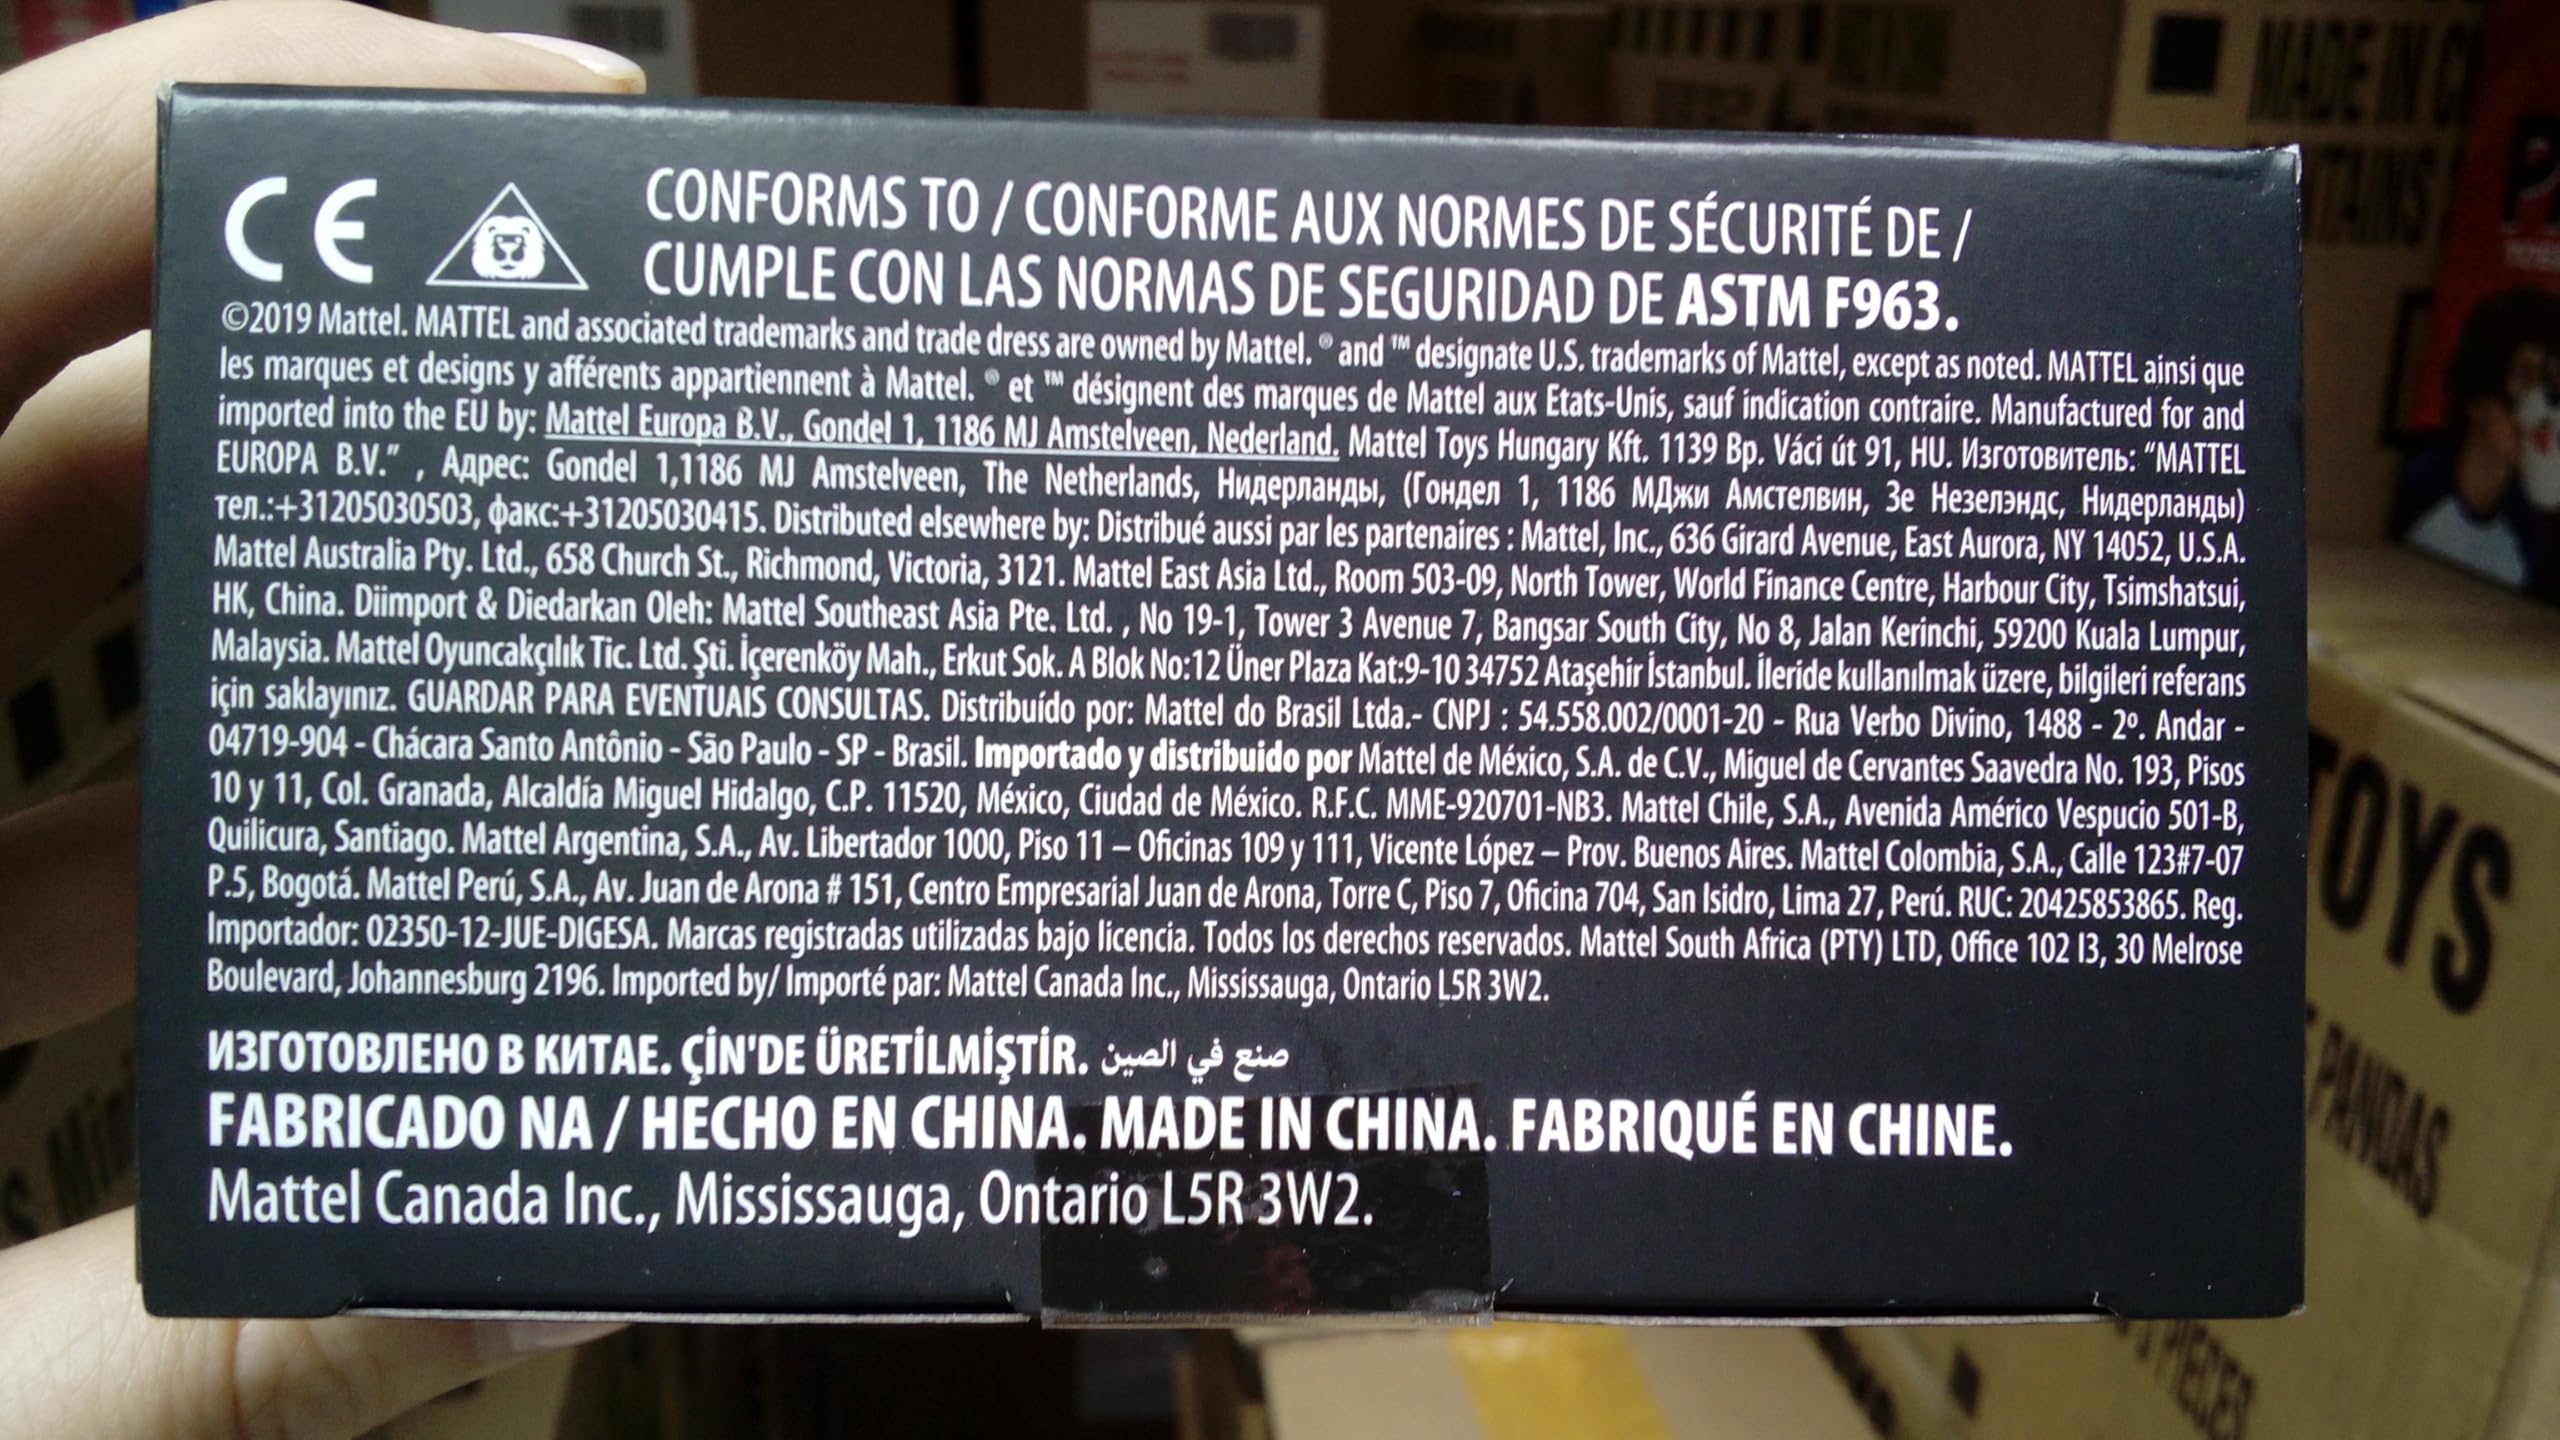 CE
CONFORMS TO / CONFORME AUX NORMES DE SÉCURITÉ DE /
CUMPLE CON LAS NORMAS DE SEGURIDAD DE ASTM F963.
©2019 Mattel. MATTEL and associated trademarks and trade dress are owned by Mattel. ® and ™ designate U.S. trademarks of Mattel, except as noted. MATTEL ainsi que
les marques et designs y afférents appartiennent à Mattel. ® et ™ désignent des marques de Mattel aux Etats-Unis, sauf indication contraire. Manufactured for and
imported into the EU by: Mattel Europa B.V., Gondel 1, 1186 MJ Amstelveen, Nederland. Mattel Toys Hungary Kft. 1139 Bp. Váci út 91, HU. Изготовитель: “MATTEL
EUROPA B.V.” , Адрес: Gondel 1,1186 MJ Amstelveen, The Netherlands, Нидерланды, (Гондел 1, 1186 МДжи Амстелвин, Зе Незелэндс, Нидерланды)
тел.:+31205030503, факс:+31205030415. Distributed elsewhere by: Distribué aussi par les partenaires : Mattel, Inc., 636 Girard Avenue, East Aurora, NY 14052, U.S.A.
Mattel Australia Pty. Ltd., 658 Church St., Richmond, Victoria, 3121. Mattel East Asia Ltd., Room 503-09, North Tower, World Finance Centre, Harbour City, Tsimshatsui,
HK, China. Diimport & Diedarkan Oleh: Mattel Southeast Asia Pte. Ltd. , No 19-1, Tower 3 Avenue 7, Bangsar South City, No 8, Jalan Kerinchi, 59200 Kuala Lumpur,
Malaysia. Mattel Oyuncakçılık Tic. Ltd. Şti. İçerenköy Mah., Erkut Sok. A Blok No:12 Üner Plaza Kat:9-10 34752 Ataşehir İstanbul. İleride kullanılmak üzere, bilgileri referans
için saklayınız. GUARDAR PARA EVENTUAIS CONSULTAS. Distribuído por: Mattel do Brasil Ltda.- CNPJ : 54.558.002/0001-20 - Rua Verbo Divino, 1488 - 2º. Andar -
04719-904 - Chácara Santo Antônio - São Paulo - SP - Brasil. Importado y distribuido por Mattel de México, S.A. de C.V., Miguel de Cervantes Saavedra No. 193, Pisos
10 y 11, Col. Granada, Alcaldía Miguel Hidalgo, C.P. 11520, México, Ciudad de México. R.F.C. MME-920701-NB3. Mattel Chile, S.A., Avenida Américo Vespucio 501-B,
Quilicura, Santiago. Mattel Argentina, S.A., Av. Libertador 1000, Piso 11 – Oficinas 109 y 111, Vicente López – Prov. Buenos Aires. Mattel Colombia, S.A., Calle 123#7-07
P.5, Bogotá. Mattel Perú, S.A., Av. Juan de Arona # 151, Centro Empresarial Juan de Arona, Torre C, Piso 7, Oficina 704, San Isidro, Lima 27, Perú. RUC: 20425853865. Reg.
Importador: 02350-12-JUE-DIGESA. Marcas registradas utilizadas bajo licencia. Todos los derechos reservados. Mattel South Africa (PTY) LTD, Office 102 I3, 30 Melrose
Boulevard, Johannesburg 2196. Imported by/ Importé par: Mattel Canada Inc., Mississauga, Ontario L5R 3W2.
ИЗГОТОВЛЕНО В КИТАЕ. ÇİN'DE ÜRETİLMİŞTİR. صنع في الصين
FABRICADO NA / HECHO EN CHINA. MADE IN CHINA. FABRIQUÉ EN CHINE.
Mattel Canada Inc., Mississauga, Ontario L5R 3W2.
MADE IN
TOYS
PANDAS